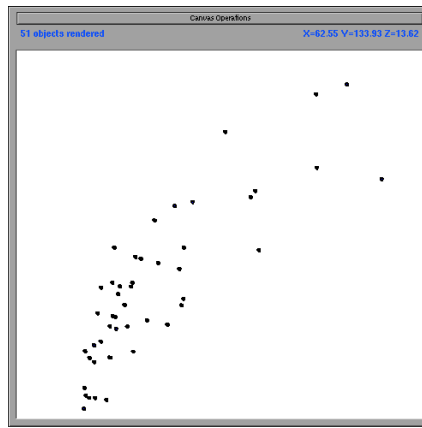 Canvas Operations
51 objects rendered X=62.55 Y=133.93 Z=13.62